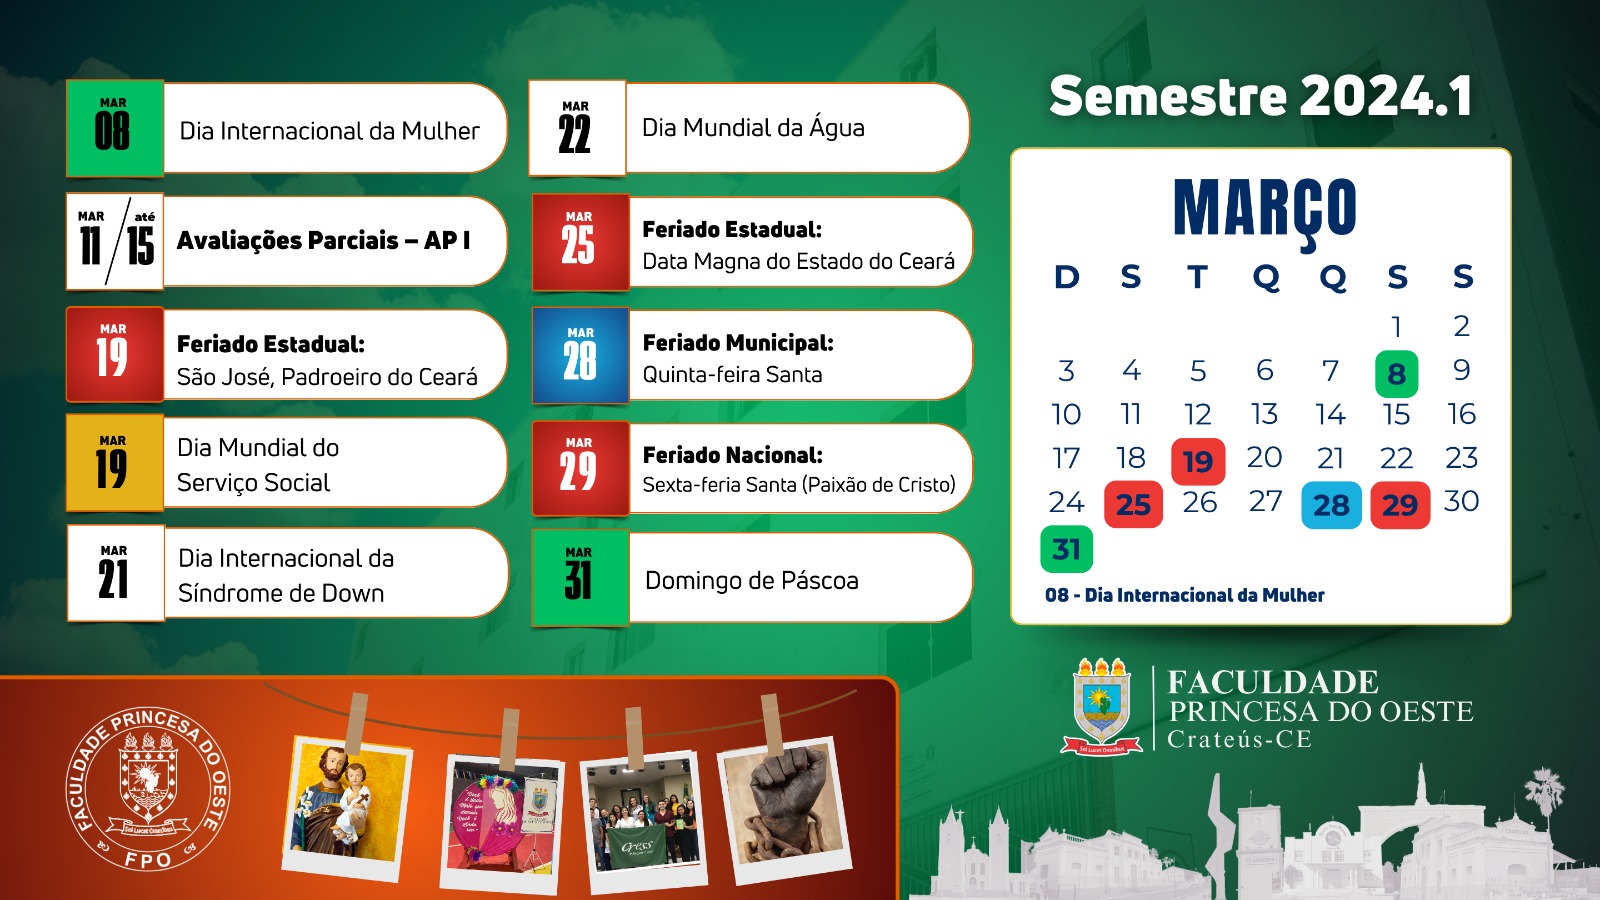 MAR
08
Dia Internacional da Mulher
MAR até
11/15
Avaliações Parciais – AP I
MAR
19
Feriado Estadual:
São José, Padroeiro do Ceará
MAR
19
Dia Mundial do
Serviço Social
MAR
21
Dia Internacional da
Síndrome de Down
MAR
22
Dia Mundial da Água
MAR
25
Feriado Estadual:
Data Magna do Estado do Ceará
MAR
28
Feriado Municipal:
Quinta-feira Santa
MAR
29
Feriado Nacional:
Sexta-feria Santa (Paixão de Cristo)
MAR
31
Domingo de Páscoa
Semestre 2024.1
MARÇO
D S T Q Q S S
1 2
3 4 5 6 7 8 9
10 11 12 13 14 15 16
17 18 19 20 21 22 23
24 25 26 27 28 29 30
31
08 - Dia Internacional da Mulher
Sol Lucet Omnibus
FACULDADE
PRINCESA DO OESTE
Crateús-CE
FACULDADE PRINCESA DO OESTE
Sol Lucet Omnibus
FPO
cress